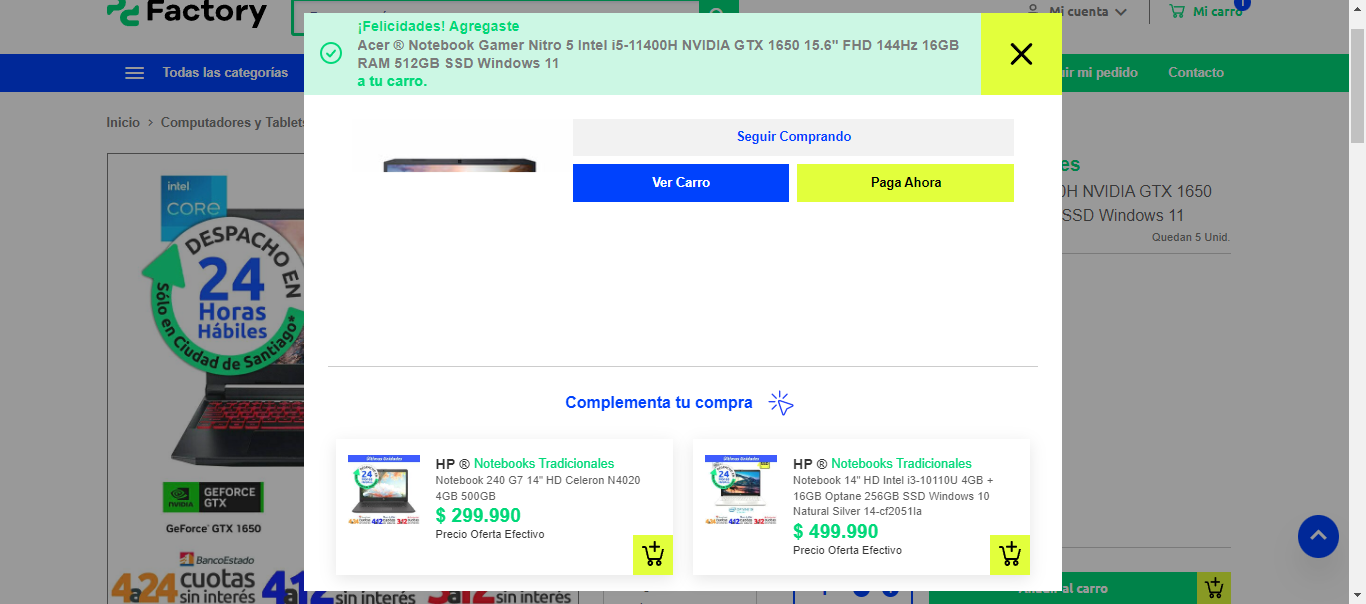 Factory
Mi cuenta
Mi carro
1
¡Felicidades! Agregaste
Acer ® Notebook Gamer Nitro 5 Intel i5-11400H NVIDIA GTX 1650 15.6" FHD 144Hz 16GB
RAM 512GB SSD Windows 11
a tu carro.
Todas las categorías
uir mi pedido
Contacto
Inicio > Computadores y Tablets
Seguir Comprando
Ver Carro
Paga Ahora
es
0H NVIDIA GTX 1650
SSD Windows 11
Quedan 5 Unid.
intel
CORE
DESPACHO EN
24
Horas
Hábiles
Sólo en Ciudad de Santiago*
NVIDIA
GEFORCE
GTX
GeForce® GTX 1650
BancoEstado
424 cuotas
sin interés
Complementa tu compra
HP ® Notebooks Tradicionales
Notebook 240 G7 14" HD Celeron N4020
4GB 500GB
$ 299.990
Precio Oferta Efectivo
HP ® Notebooks Tradicionales
Notebook 14" HD Intel i3-10110U 4GB +
16GB Optane 256GB SSD Windows 10
Natural Silver 14-cf2051la
$ 499.990
Precio Oferta Efectivo
sin interés
sin interés
al carro